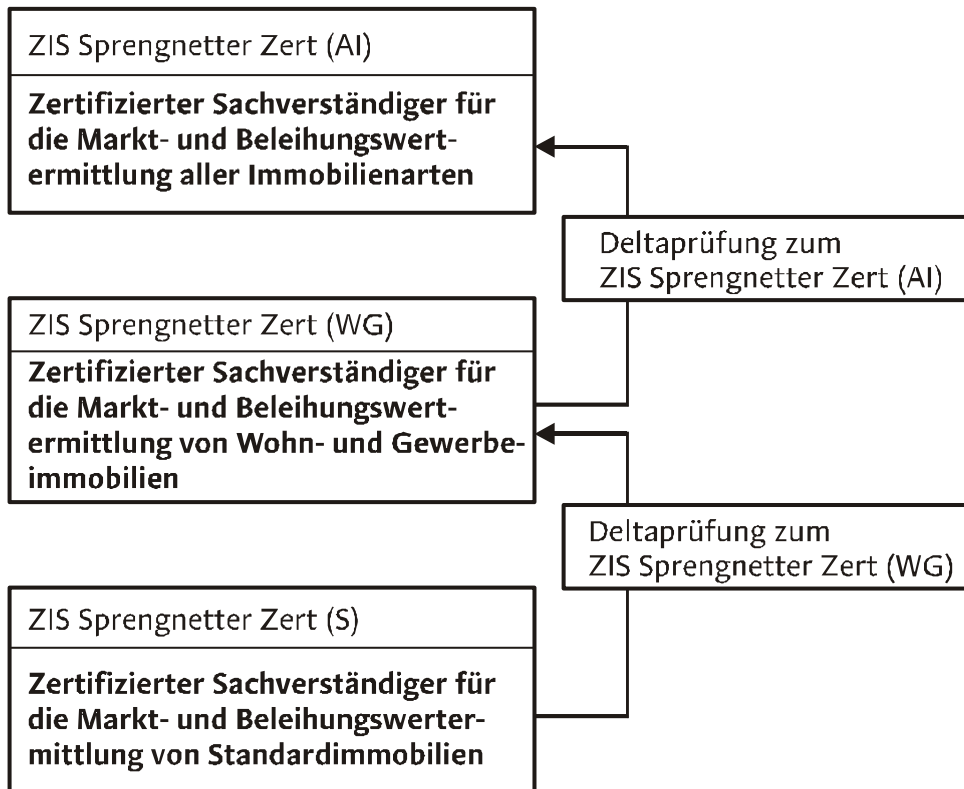 ZIS Sprengnetter Zert (AI)
Zertifizierter Sachverständiger für
die Markt- und Beleihungswert-
ermittlung aller Immobilienarten
Deltaprüfung zum
ZIS Sprengnetter Zert (AI)
ZIS Sprengnetter Zert (WG)
Zertifizierter Sachverständiger für
die Markt- und Beleihungswert-
ermittlung von Wohn- und Gewerbe-
immobilien
Deltaprüfung zum
ZIS Sprengnetter Zert (WG)
ZIS Sprengnetter Zert (S)
Zertifizierter Sachverständiger für
die Markt- und Beleihungswerter-
mittlung von Standardimmobilien